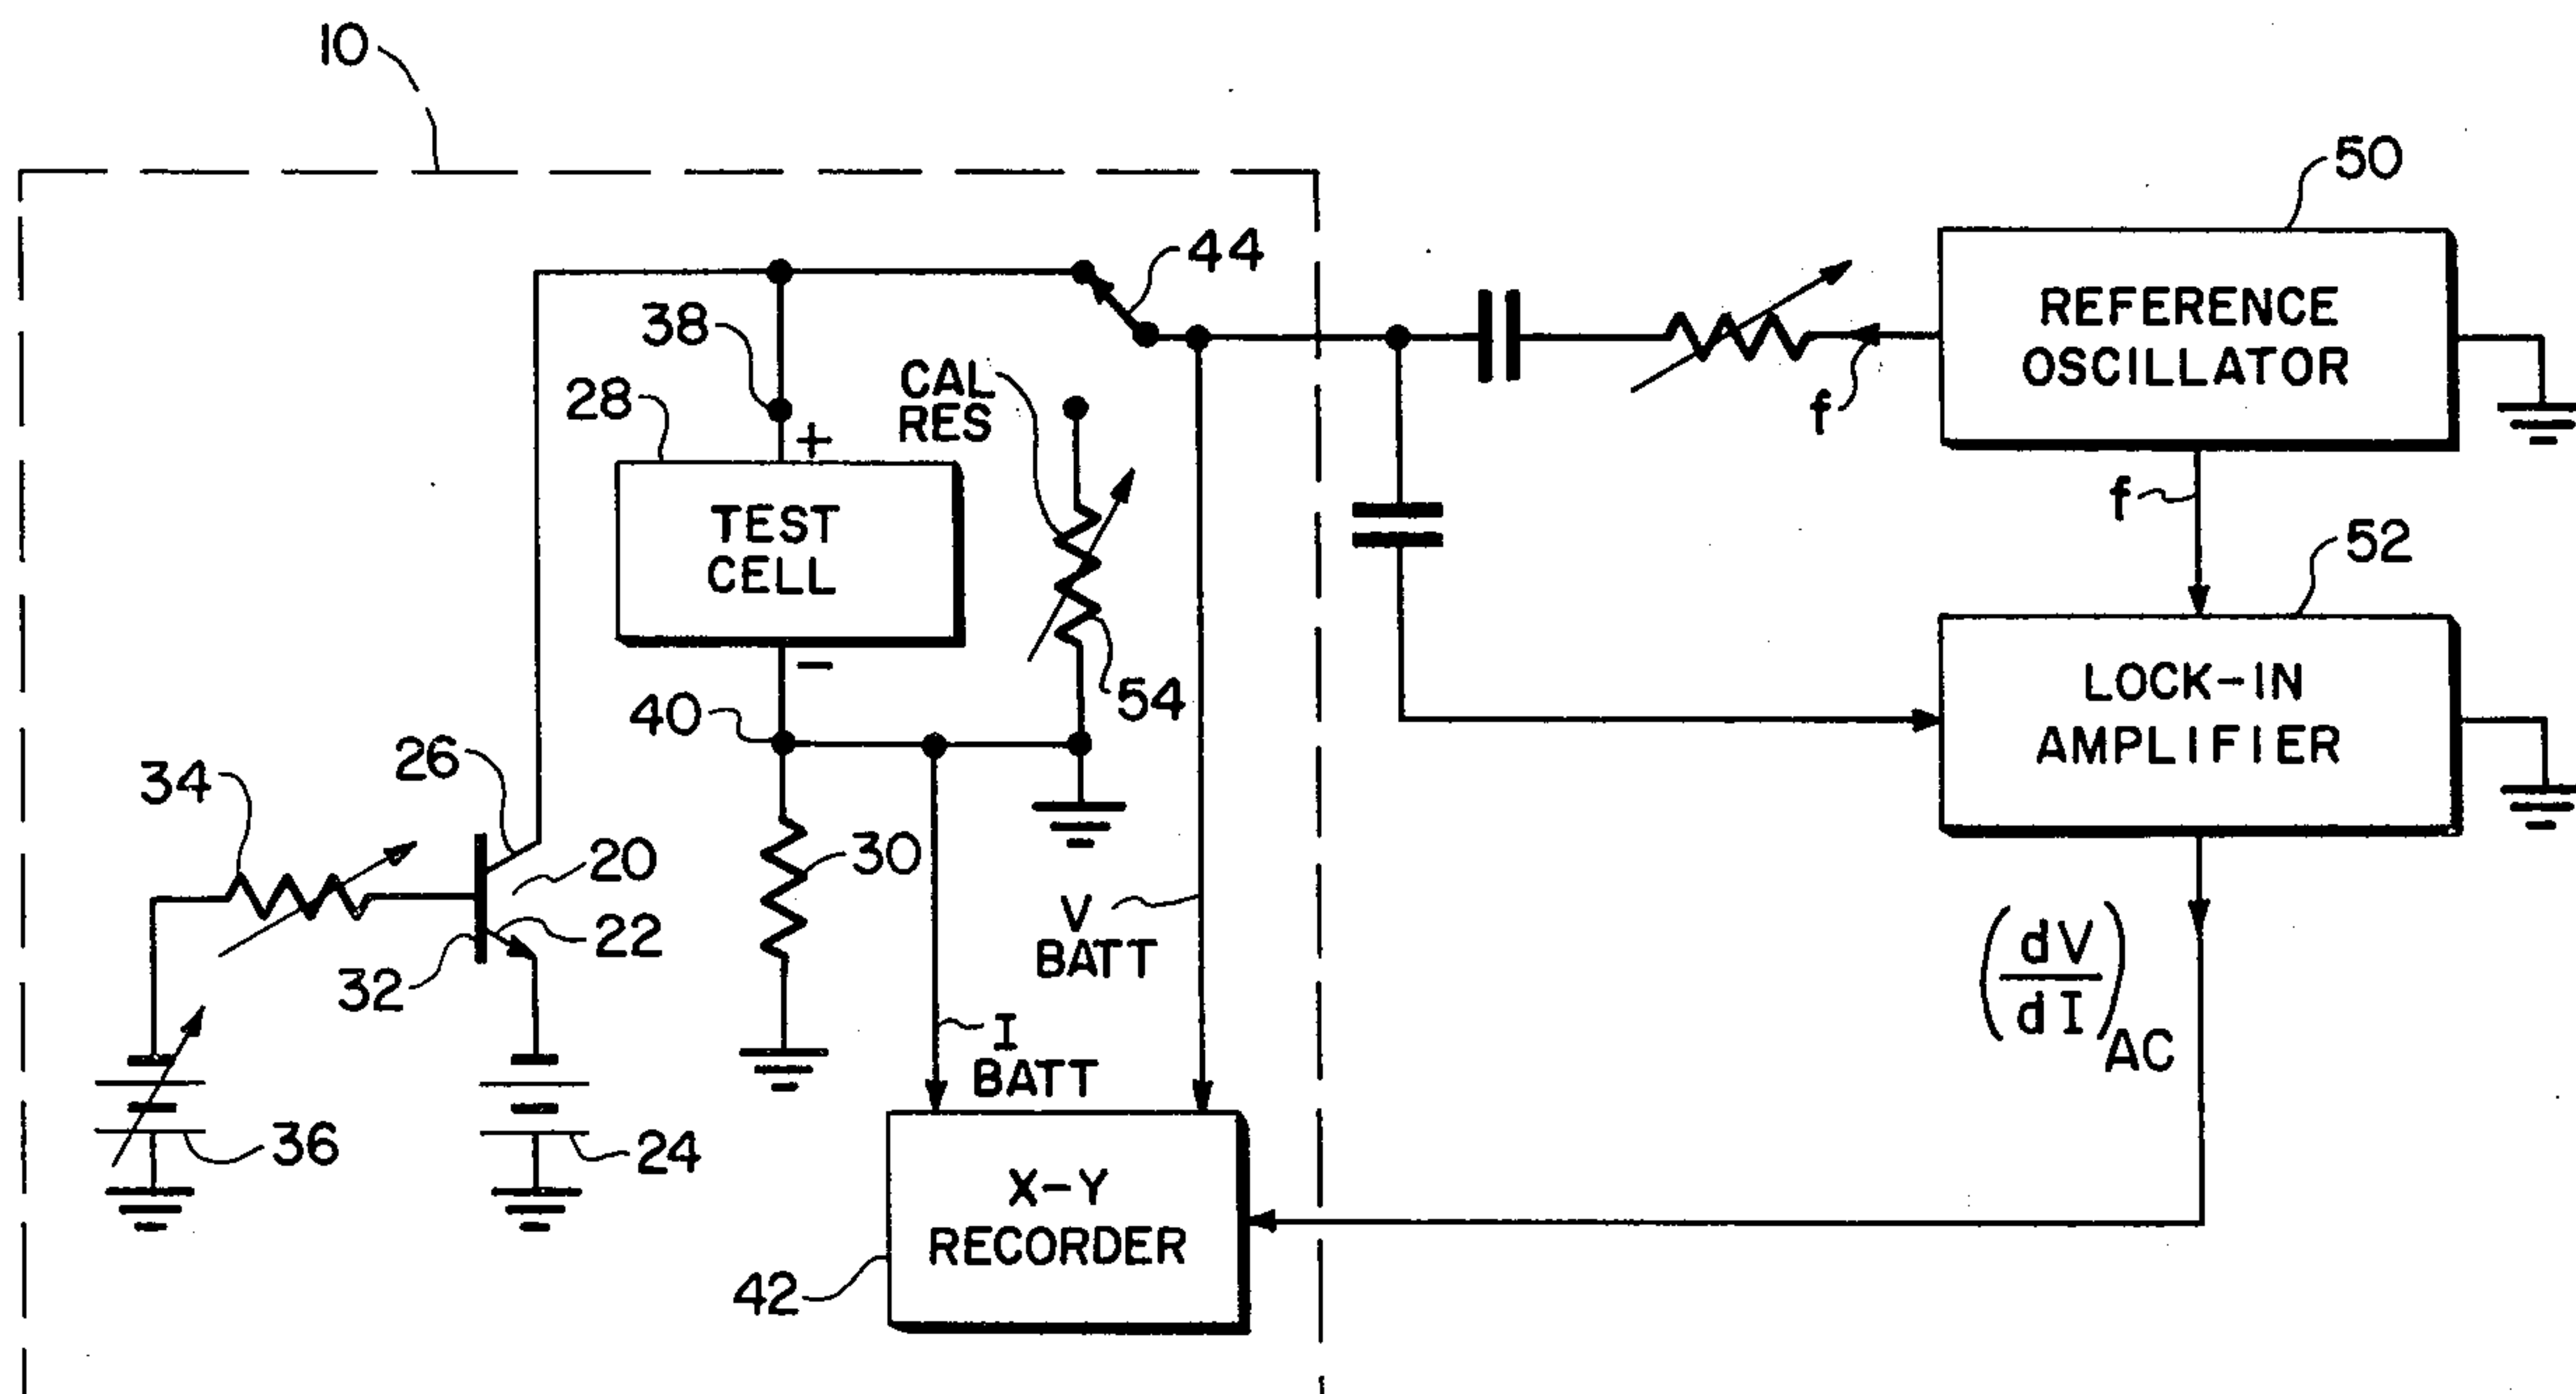 10
50
44
REFERENCE
OSCILLATOR
38
CAL
RES
28
+
f
TEST
CELL
f
52
−
54
40
LOCK-IN
AMPLIFIER
26
34
20
30
22
32
V
BATT
I
BATT
(dV/dI)AC
36
24
X-Y
RECORDER
42